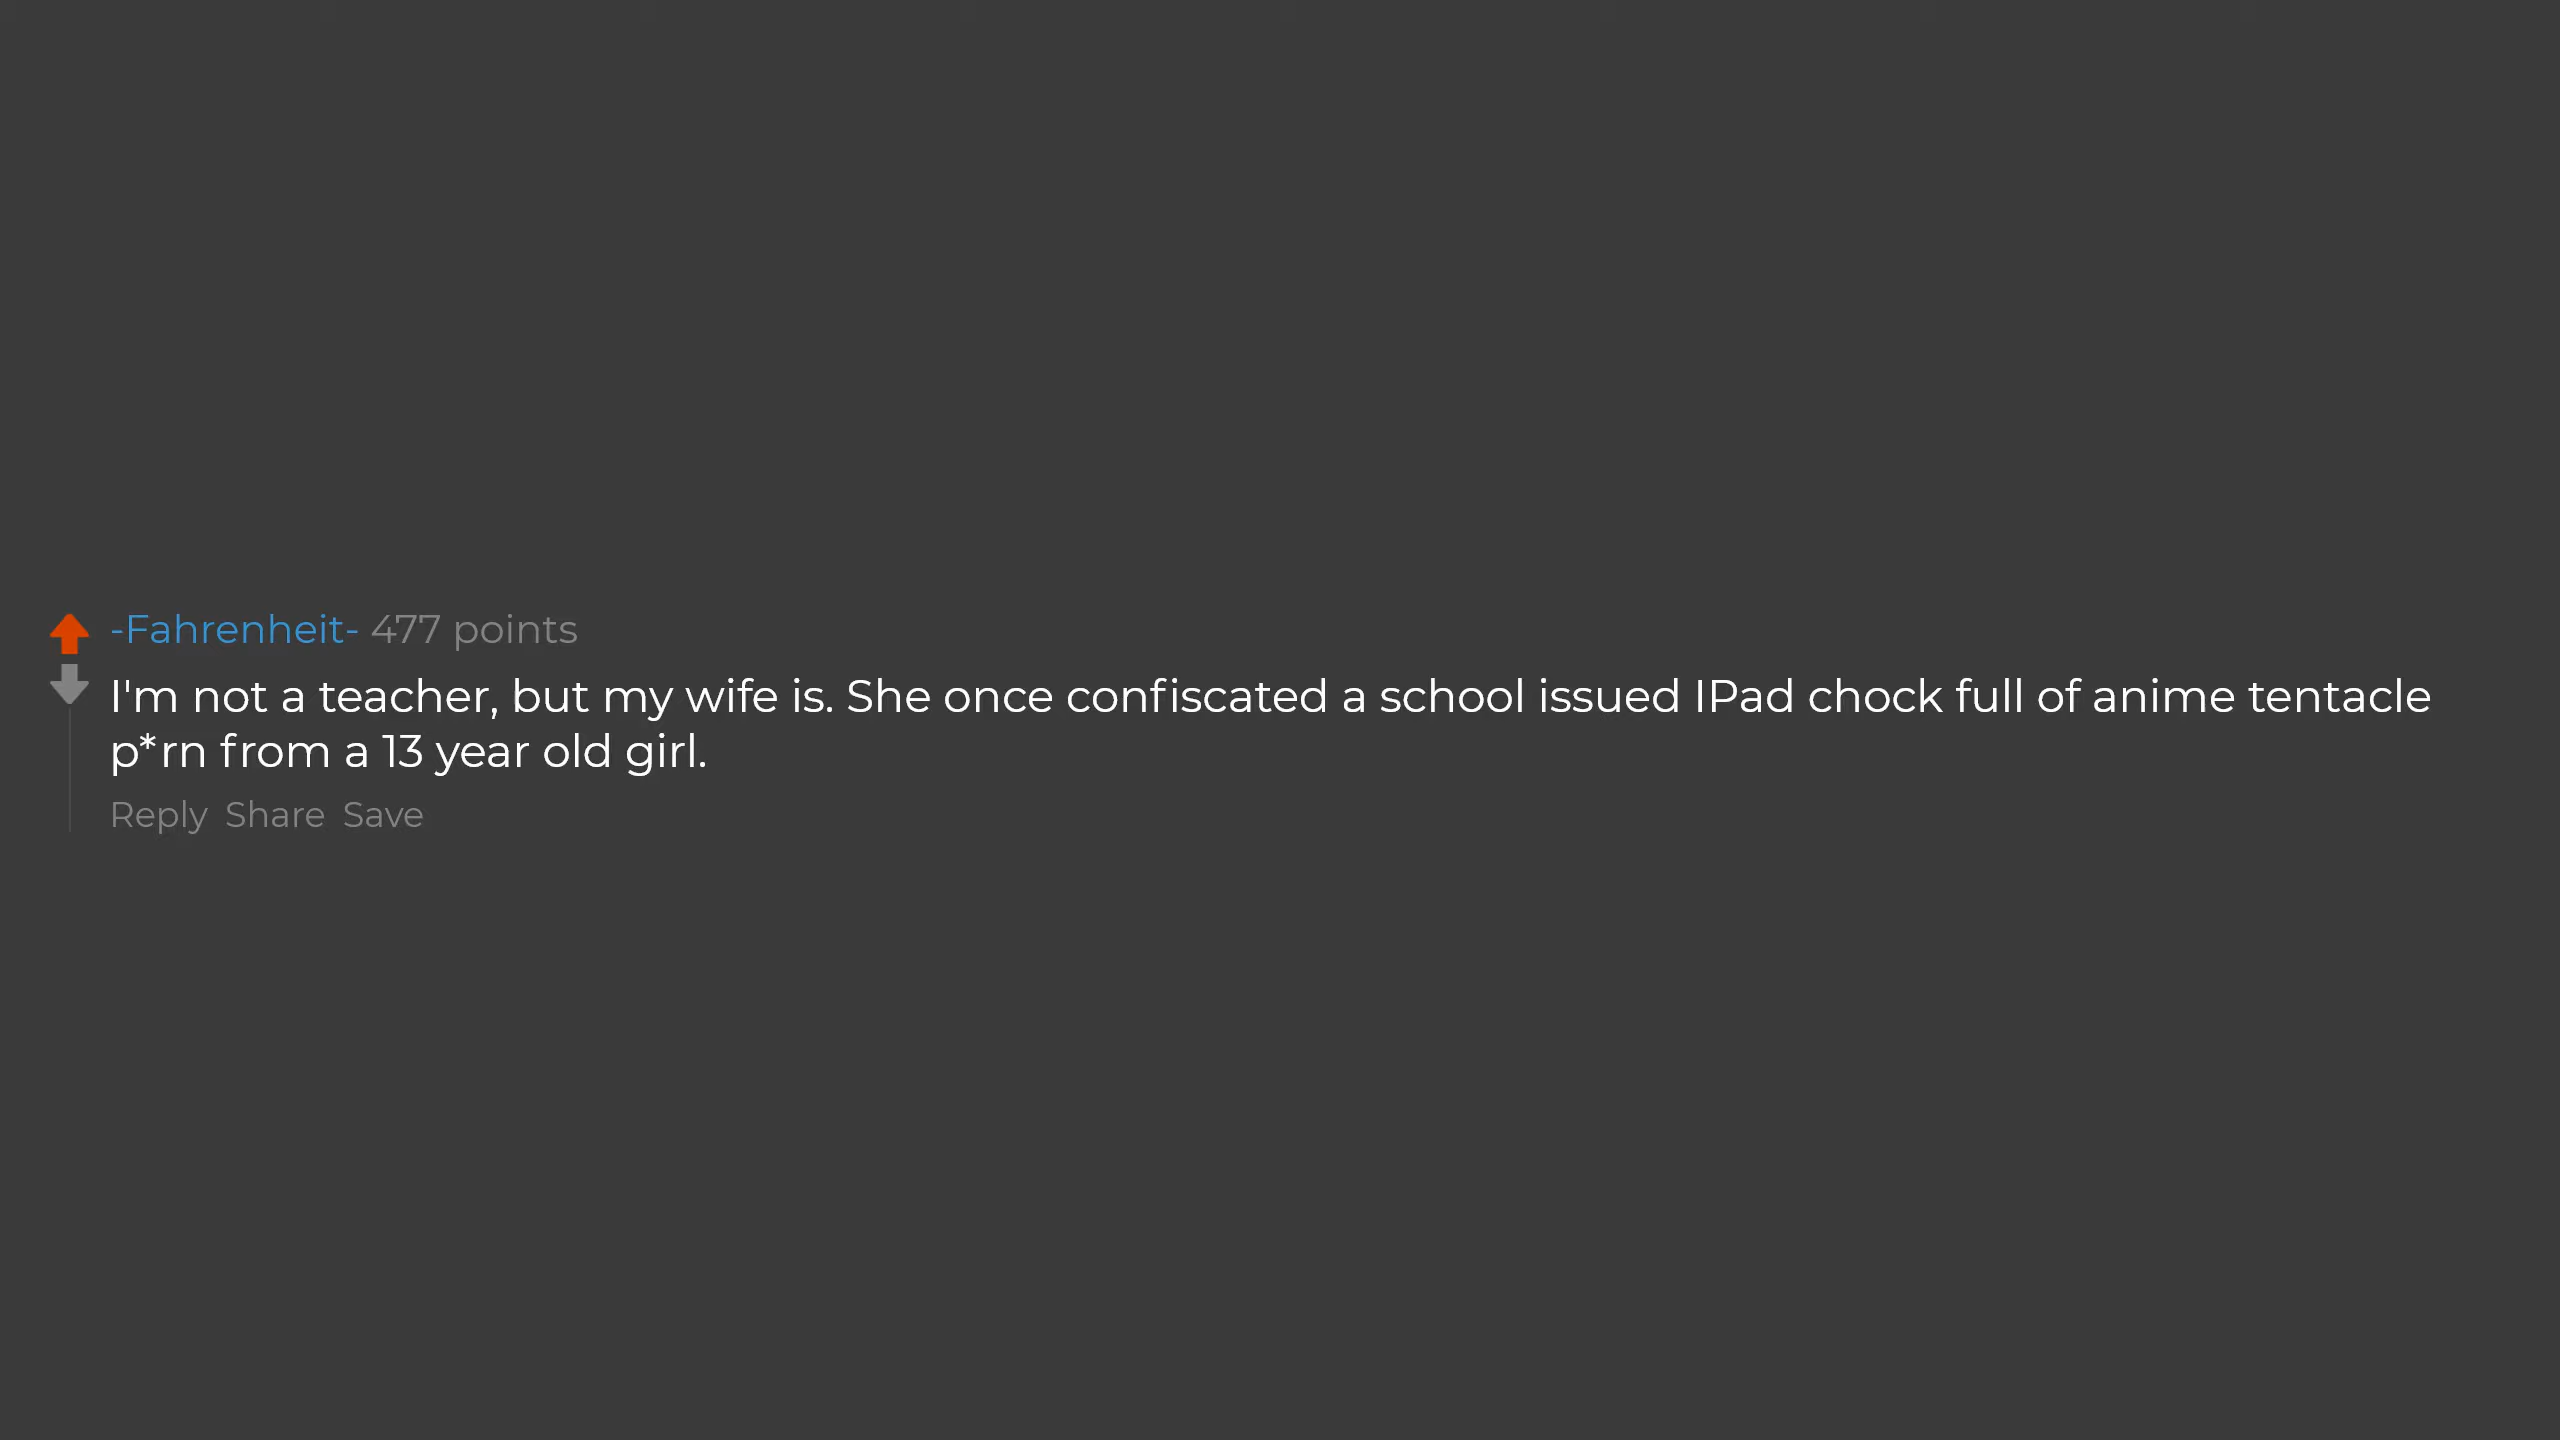 -Fahrenheit- 477 points
I'm not a teacher, but my wife is. She once confiscated a school issued IPad chock full of anime tentacle
p*rn from a 13 year old girl.
Reply Share Save